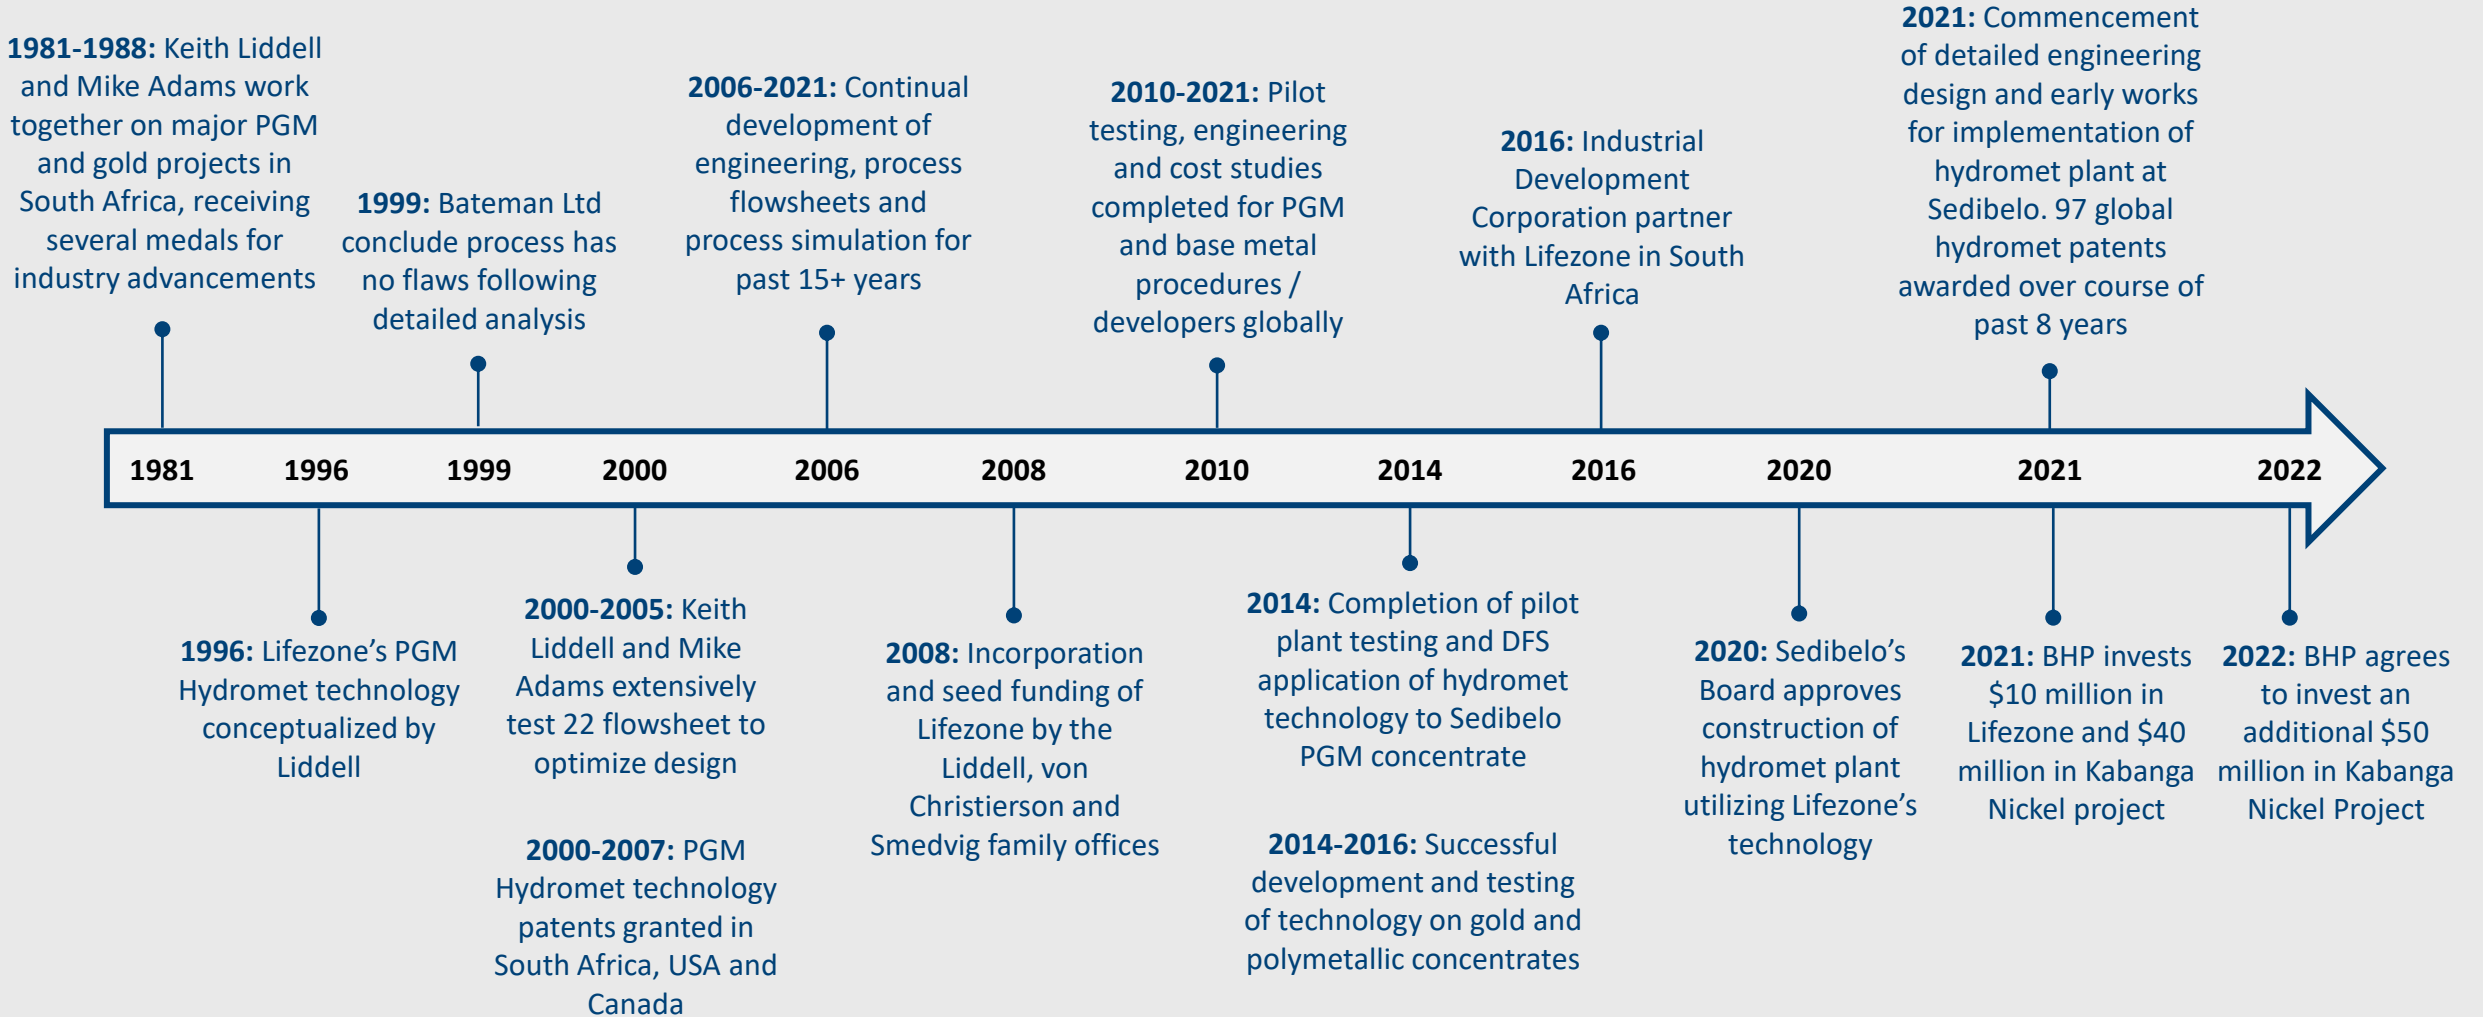 1981-1988: Keith Liddell
and Mike Adams work
together on major PGM
and gold projects in
South Africa, receiving
several medals for
industry advancements
1999: Bateman Ltd
conclude process has
no flaws following
detailed analysis
2006-2021: Continual
development of
engineering, process
flowsheets and
process simulation for
past 15+ years
2010-2021: Pilot
testing, engineering
and cost studies
completed for PGM
and base metal
procedures /
developers globally
2016: Industrial
Development
Corporation partner
with Lifezone in South
Africa
2021: Commencement
of detailed engineering
design and early works
for implementation of
hydromet plant at
Sedibelo. 97 global
hydromet patents
awarded over course of
past 8 years
1981 1996 1999 2000 2006 2008 2010 2014 2016 2020 2021 2022
1996: Lifezone's PGM
Hydromet technology
conceptualized by
Liddell
2000-2005: Keith
Liddell and Mike
Adams extensively
test 22 flowsheet to
optimize design
2000-2007: PGM
Hydromet technology
patents granted in
South Africa, USA and
Canada
2008: Incorporation
and seed funding of
Lifezone by the
Liddell, von
Christierson and
Smedvig family offices
2014: Completion of pilot
plant testing and DFS
application of hydromet
technology to Sedibelo
PGM concentrate
2014-2016: Successful
development and testing
of technology on gold and
polymetallic concentrates
2020: Sedibelo's
Board approves
construction of
hydromet plant
utilizing Lifezone's
technology
2021: BHP invests
$10 million in
Lifezone and $40
million in Kabanga
Nickel project
2022: BHP agrees
to invest an
additional $50
million in Kabanga
Nickel Project